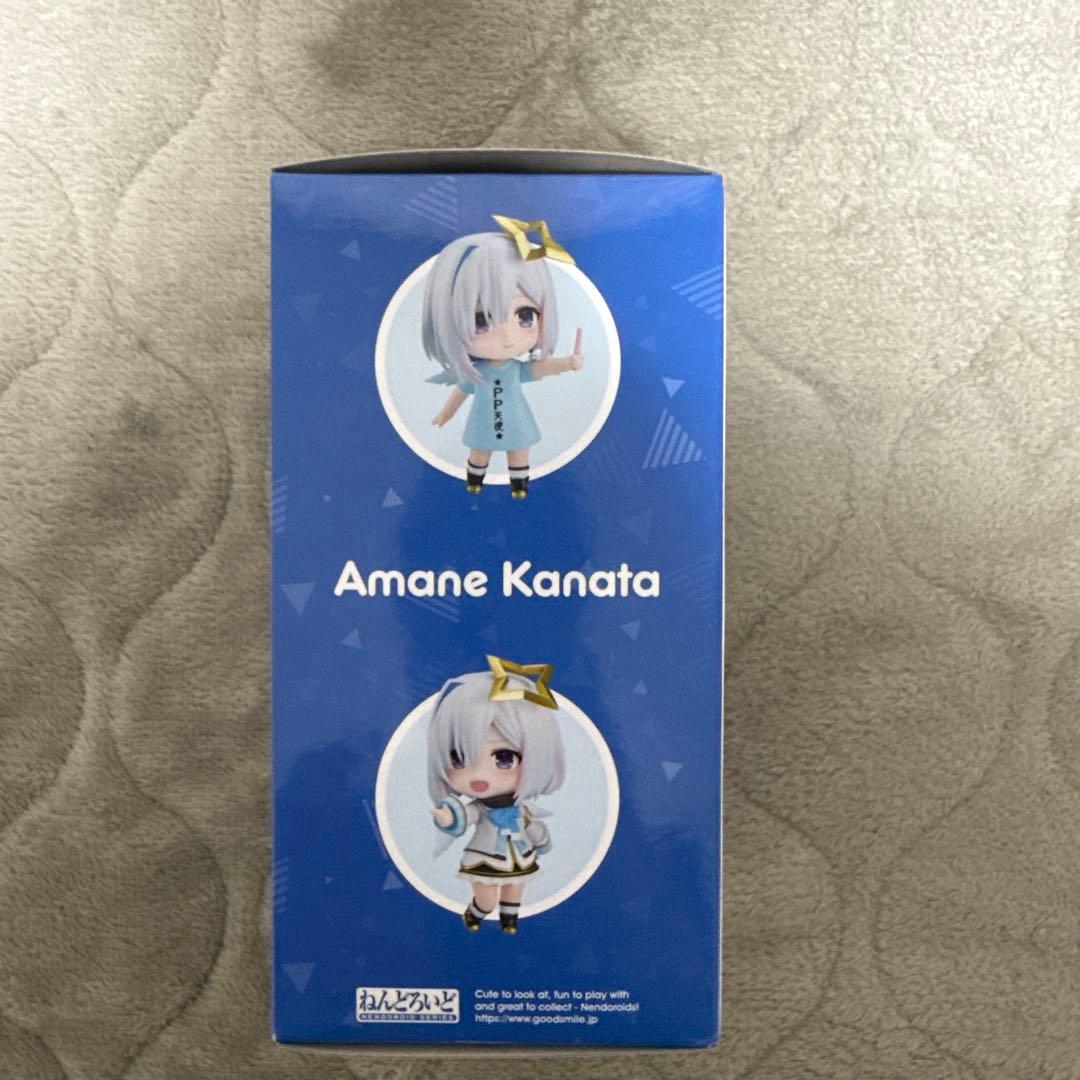 ★PP天使★
Amane Kanata
ねんどろいど
NENDOROID SERIES
Cute to look at, fun to play with
and great to collect - Nendoroids!
https://www.goodsmile.jp